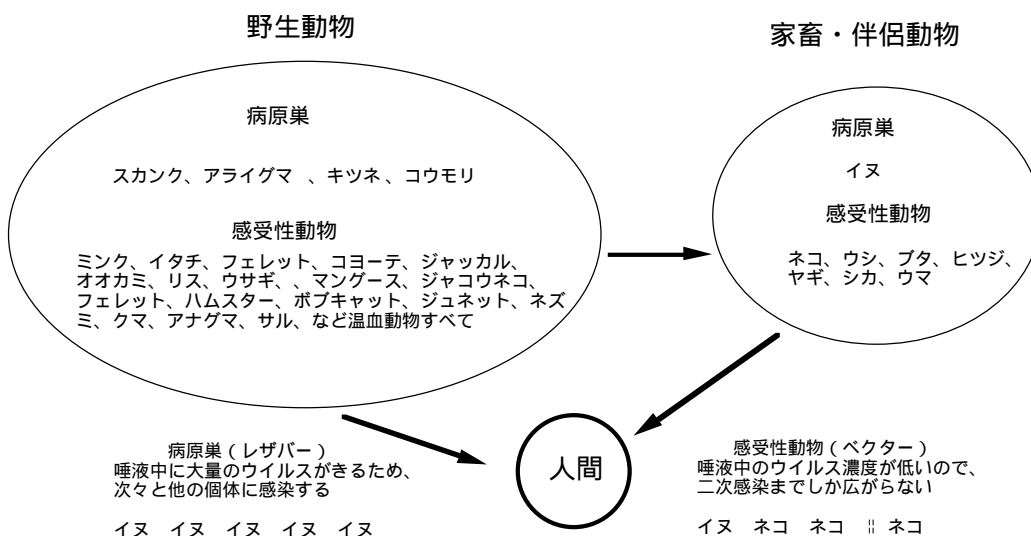 野生動物
家畜・伴侶動物
病原巣
スカンク、アライグマ 、キツネ、コウモリ
感受性動物
ミンク、イタチ、フェレット、コヨーテ、ジャッカル、
オオカミ、リス、ウサギ、、マングース、ジャコウネコ、
フェレット、ハムスター、ボブキャット、ジュネット、ネズ
ミ、クマ、アナグマ、サル、など温血動物すべて
病原巣
イヌ
感受性動物
ネコ、ウシ、ブタ、ヒツジ、
ヤギ、シカ、ウマ
病原巣(レザバー)
唾液中に大量のウイルスがきるため、
次々と他の個体に感染する
イヌ イヌ イヌ イヌ イヌ
人間
感受性動物(ベクター)
唾液中のウイルス濃度が低いので、
二次感染までしか広がらない
イヌ ネコ ネコ ¦¦ ネコ